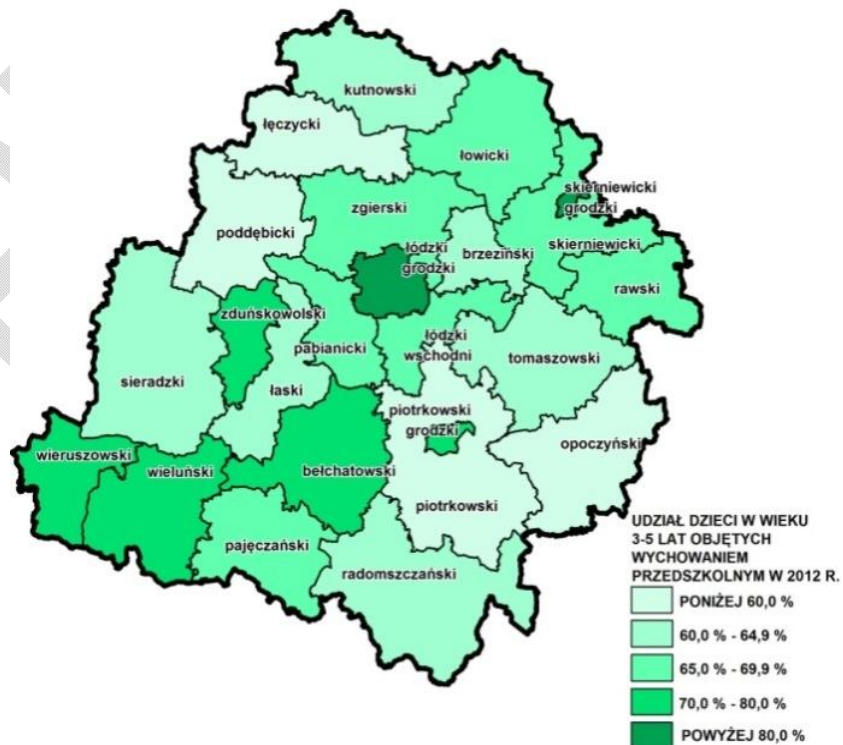 kutnowski
łęczycki
łowicki
skierniewicki
grodzki
zgierski
poddębicki
łódzki
grodzki
brzeziński
skierniewicki
rawski
zduńskowolski
pabianicki
łódzki
wschodni
tomaszowski
sieradzki
łaski
piotrkowski
grodzki
opoczyński
wieruszowski
wieluński
bełchatowski
piotrkowski
pajęczański
radomszczański
UDZIAŁ DZIECI W WIEKU
3-5 LAT OBJĘTYCH
WYCHOWANIEM
PRZEDSZKOLNYM W 2012 R.
PONIŻEJ 60,0 %
60,0 % - 64,9 %
65,0 % - 69,9 %
70,0 % - 80,0 %
POWYŻEJ 80,0 %